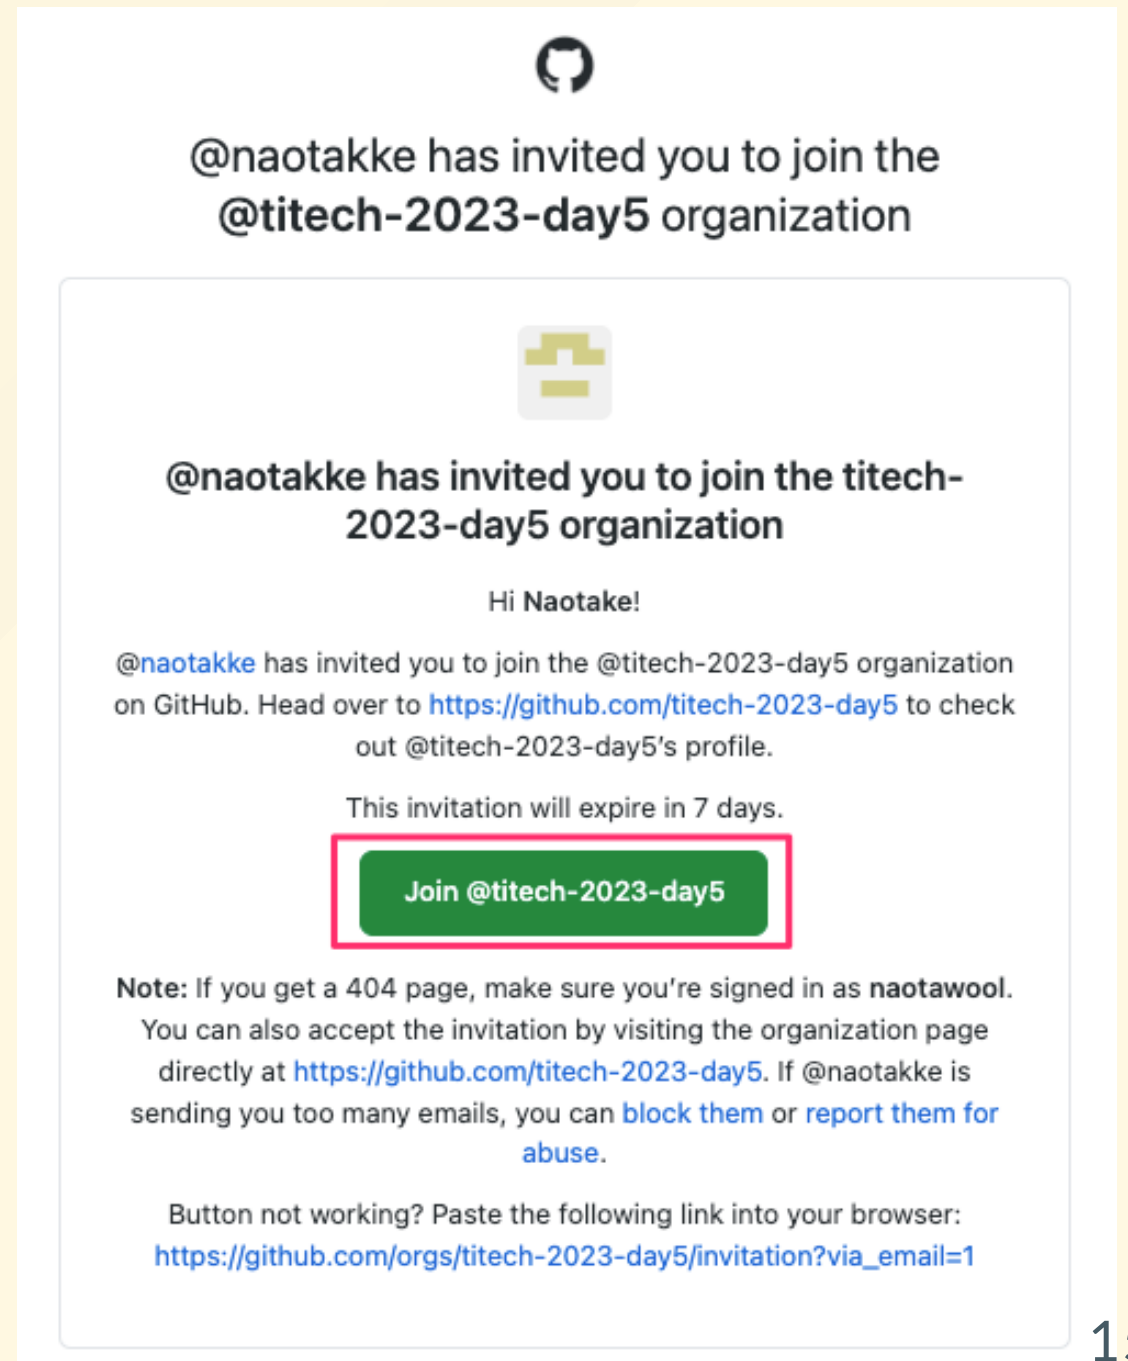 @naotakke has invited you to join the
@titech-2023-day5 organization
@naotakke has invited you to join the titech-
2023-day5 organization
Hi Naotake!
@naotakke has invited you to join the @titech-2023-day5 organization
on GitHub. Head over to https://github.com/titech-2023-day5 to check
out @titech-2023-day5’s profile.
This invitation will expire in 7 days.
Join @titech-2023-day5
Note: If you get a 404 page, make sure you’re signed in as naotawool.
You can also accept the invitation by visiting the organization page
directly at https://github.com/titech-2023-day5. If @naotakke is
sending you too many emails, you can block them or report them for
abuse.
Button not working? Paste the following link into your browser:
https://github.com/orgs/titech-2023-day5/invitation?via_email=1